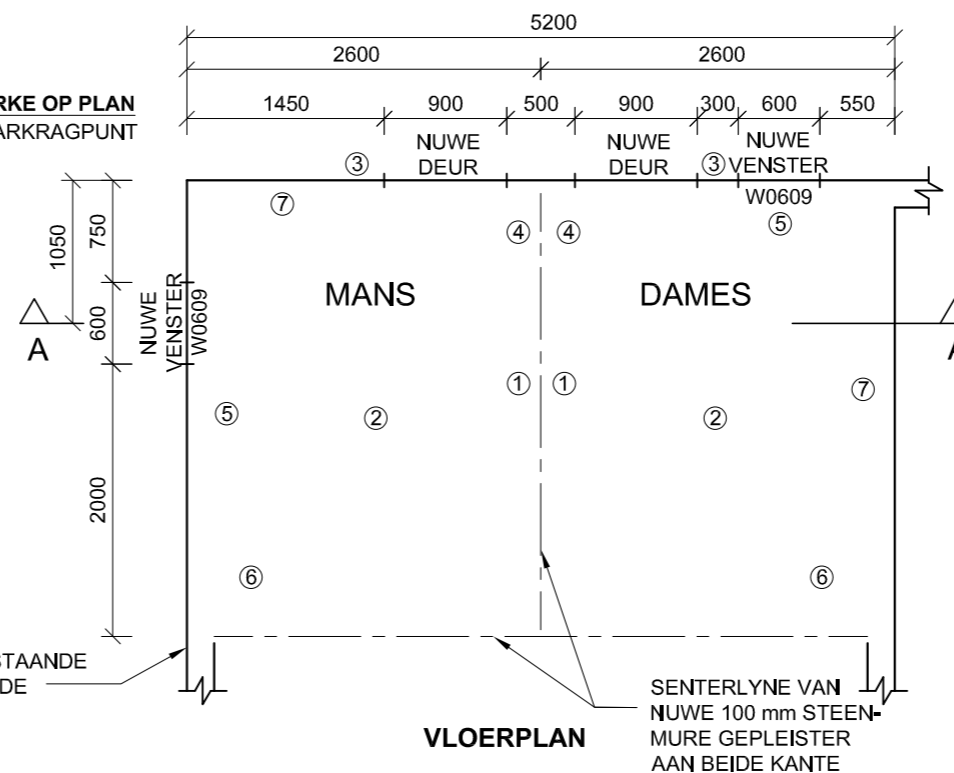 5200
2600 2600
RKE OP PLAN
1450 900 500 900 300 600 550
ARKRAGPUNT
NUWE
DEUR
NUWE
DEUR
NUWE
VENSTER
W0609
③ ③
⑦
④ ④
⑤
1050
750
600
2000
NUWE
VENSTER
W0609
MANS DAMES
A A
① ①
⑦
⑤ ② ②
⑥ ⑥
STAANDE
DE
VLOERPLAN
SENTERLYNE VAN
NUWE 100 mm STEEN-
MURE GEPLEISTER
AAN BEIDE KANTE